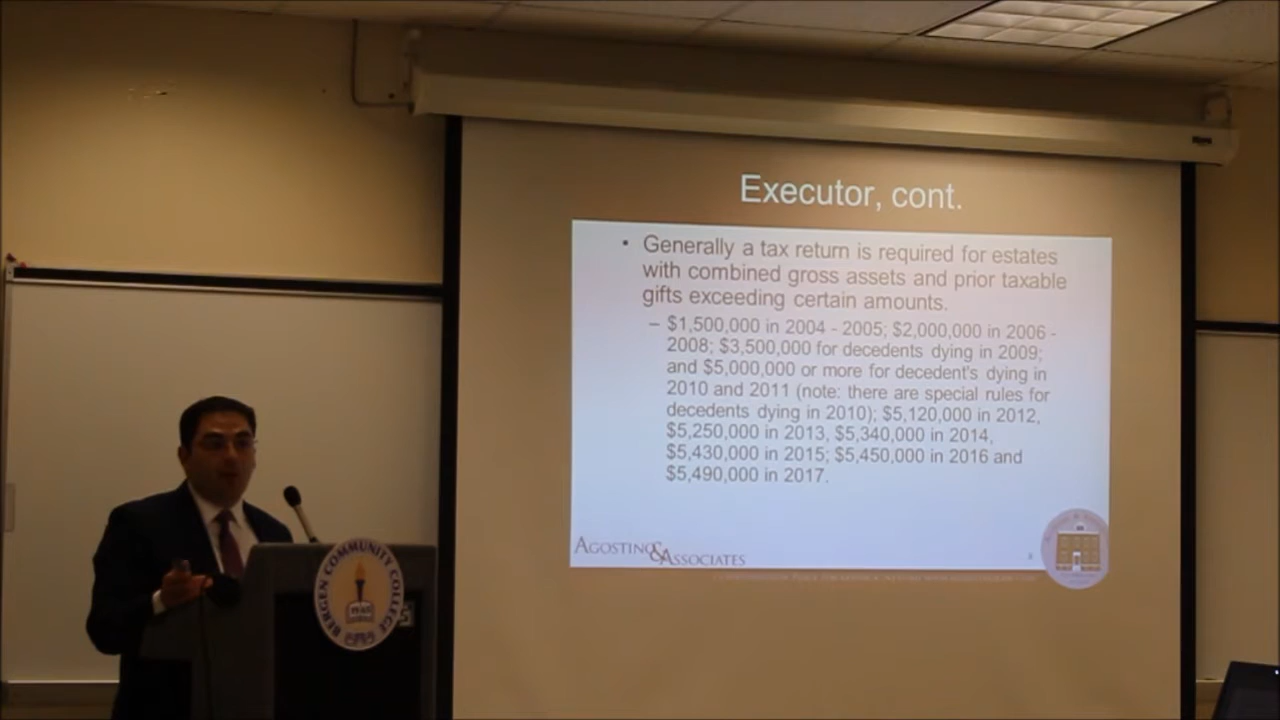 Executor, cont.
• Generally a tax return is required for estates
with combined gross assets and prior taxable
gifts exceeding certain amounts.
– $1,500,000 in 2004 - 2005; $2,000,000 in 2006 -
2008; $3,500,000 for decedents dying in 2009;
and $5,000,000 or more for decedent's dying in
2010 and 2011 (note: there are special rules for
decedents dying in 2010); $5,120,000 in 2012,
$5,250,000 in 2013, $5,340,000 in 2014,
$5,430,000 in 2015; $5,450,000 in 2016 and
$5,490,000 in 2017.
AGOSTINO & ASSOCIATES
BERGEN COMMUNITY COLLEGE